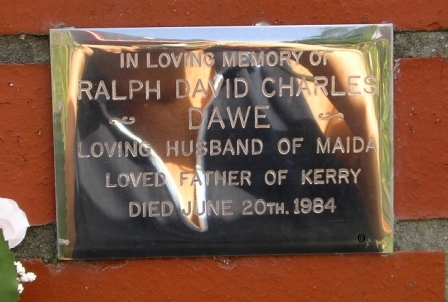 IN LOVING MEMORY OF
RALPH DAVID CHARLES
DAWE
LOVING HUSBAND OF MAIDA
LOVED FATHER OF KERRY
DIED JUNE 20TH. 1984